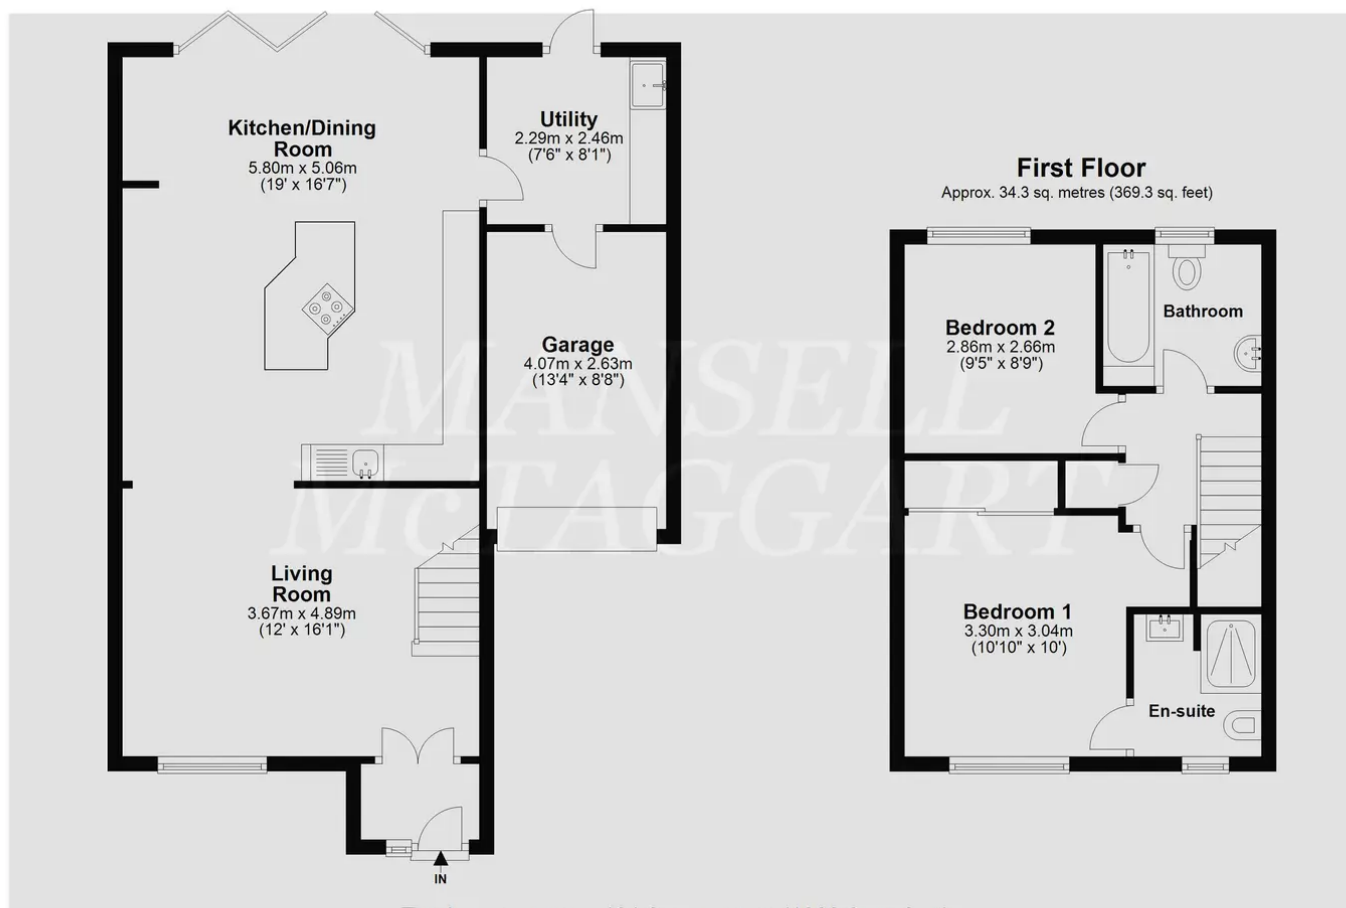 Kitchen/Dining
Room
5.80m x 5.06m
(19' x 16'7")
Utility
2.29m x 2.46m
(7'6" x 8'1")
Garage
4.07m x 2.63m
(13'4" x 8'8")
Living
Room
3.67m x 4.89m
(12' x 16'1")
IN
First Floor
Approx. 34.3 sq. metres (369.3 sq. feet)
Bedroom 2
2.86m x 2.66m
(9'5" x 8'9")
Bathroom
Bedroom 1
3.30m x 3.04m
(10'10" x 10')
En-suite
MANSELL
McTAGGART